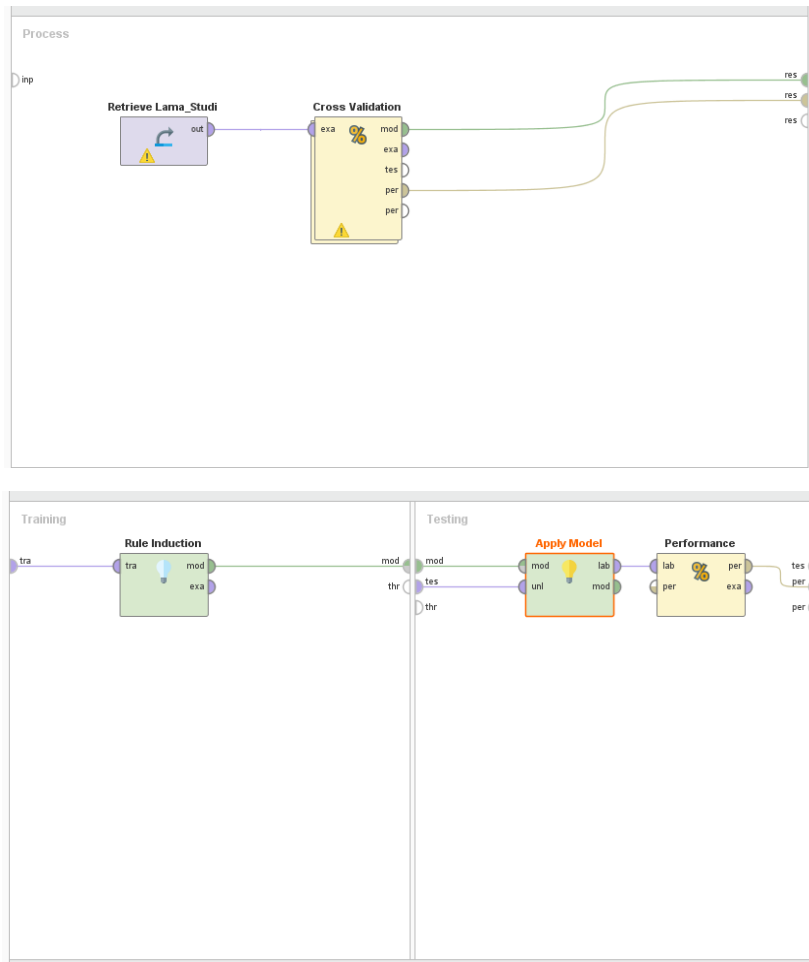 Process
inp
res
res
res
Retrieve Lama_Studi
out
Cross Validation
exa
mod
exa
tes
per
per
Training
Testing
tra
Rule Induction
tra
mod
exa
mod
thr
mod
tes
thr
Apply Model
mod
lab
unl
mod
Performance
lab
per
per
exa
tes
per
per